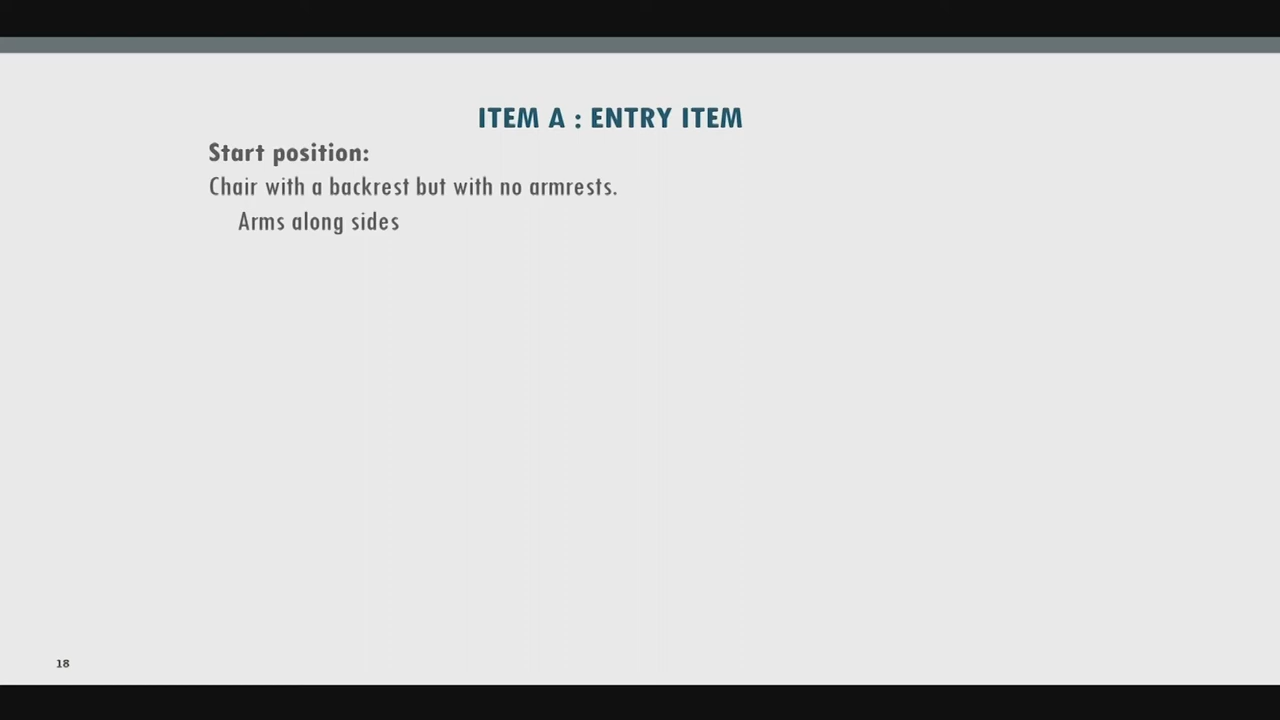 ITEM A : ENTRY ITEM
Start position:
Chair with a backrest but with no armrests.
Arms along sides
18